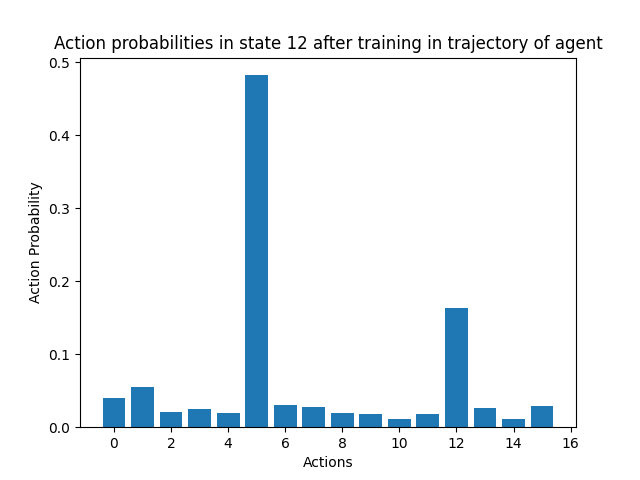 Action probabilities in state 12 after training in trajectory of agent
0.5
0.4
0.3
0.2
0.1
0.0
Action Probability
0 2 4 6 8 10 12 14 16
Actions